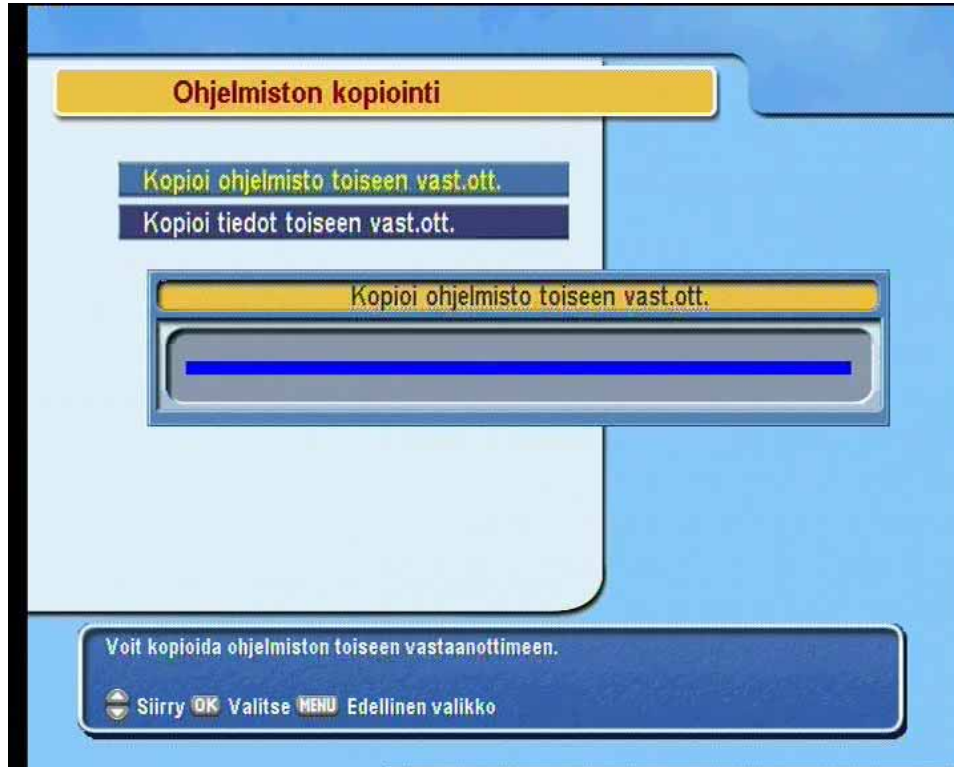 Ohjelmiston kopiointi
Kopioi ohjelmisto toiseen vast.ott.
Kopioi tiedot toiseen vast.ott.
Kopioi ohjelmisto toiseen vast.ott.
Voit kopioida ohjelmiston toiseen vastaanottimeen.
Siirry OK Valitse MENU Edellinen valikko